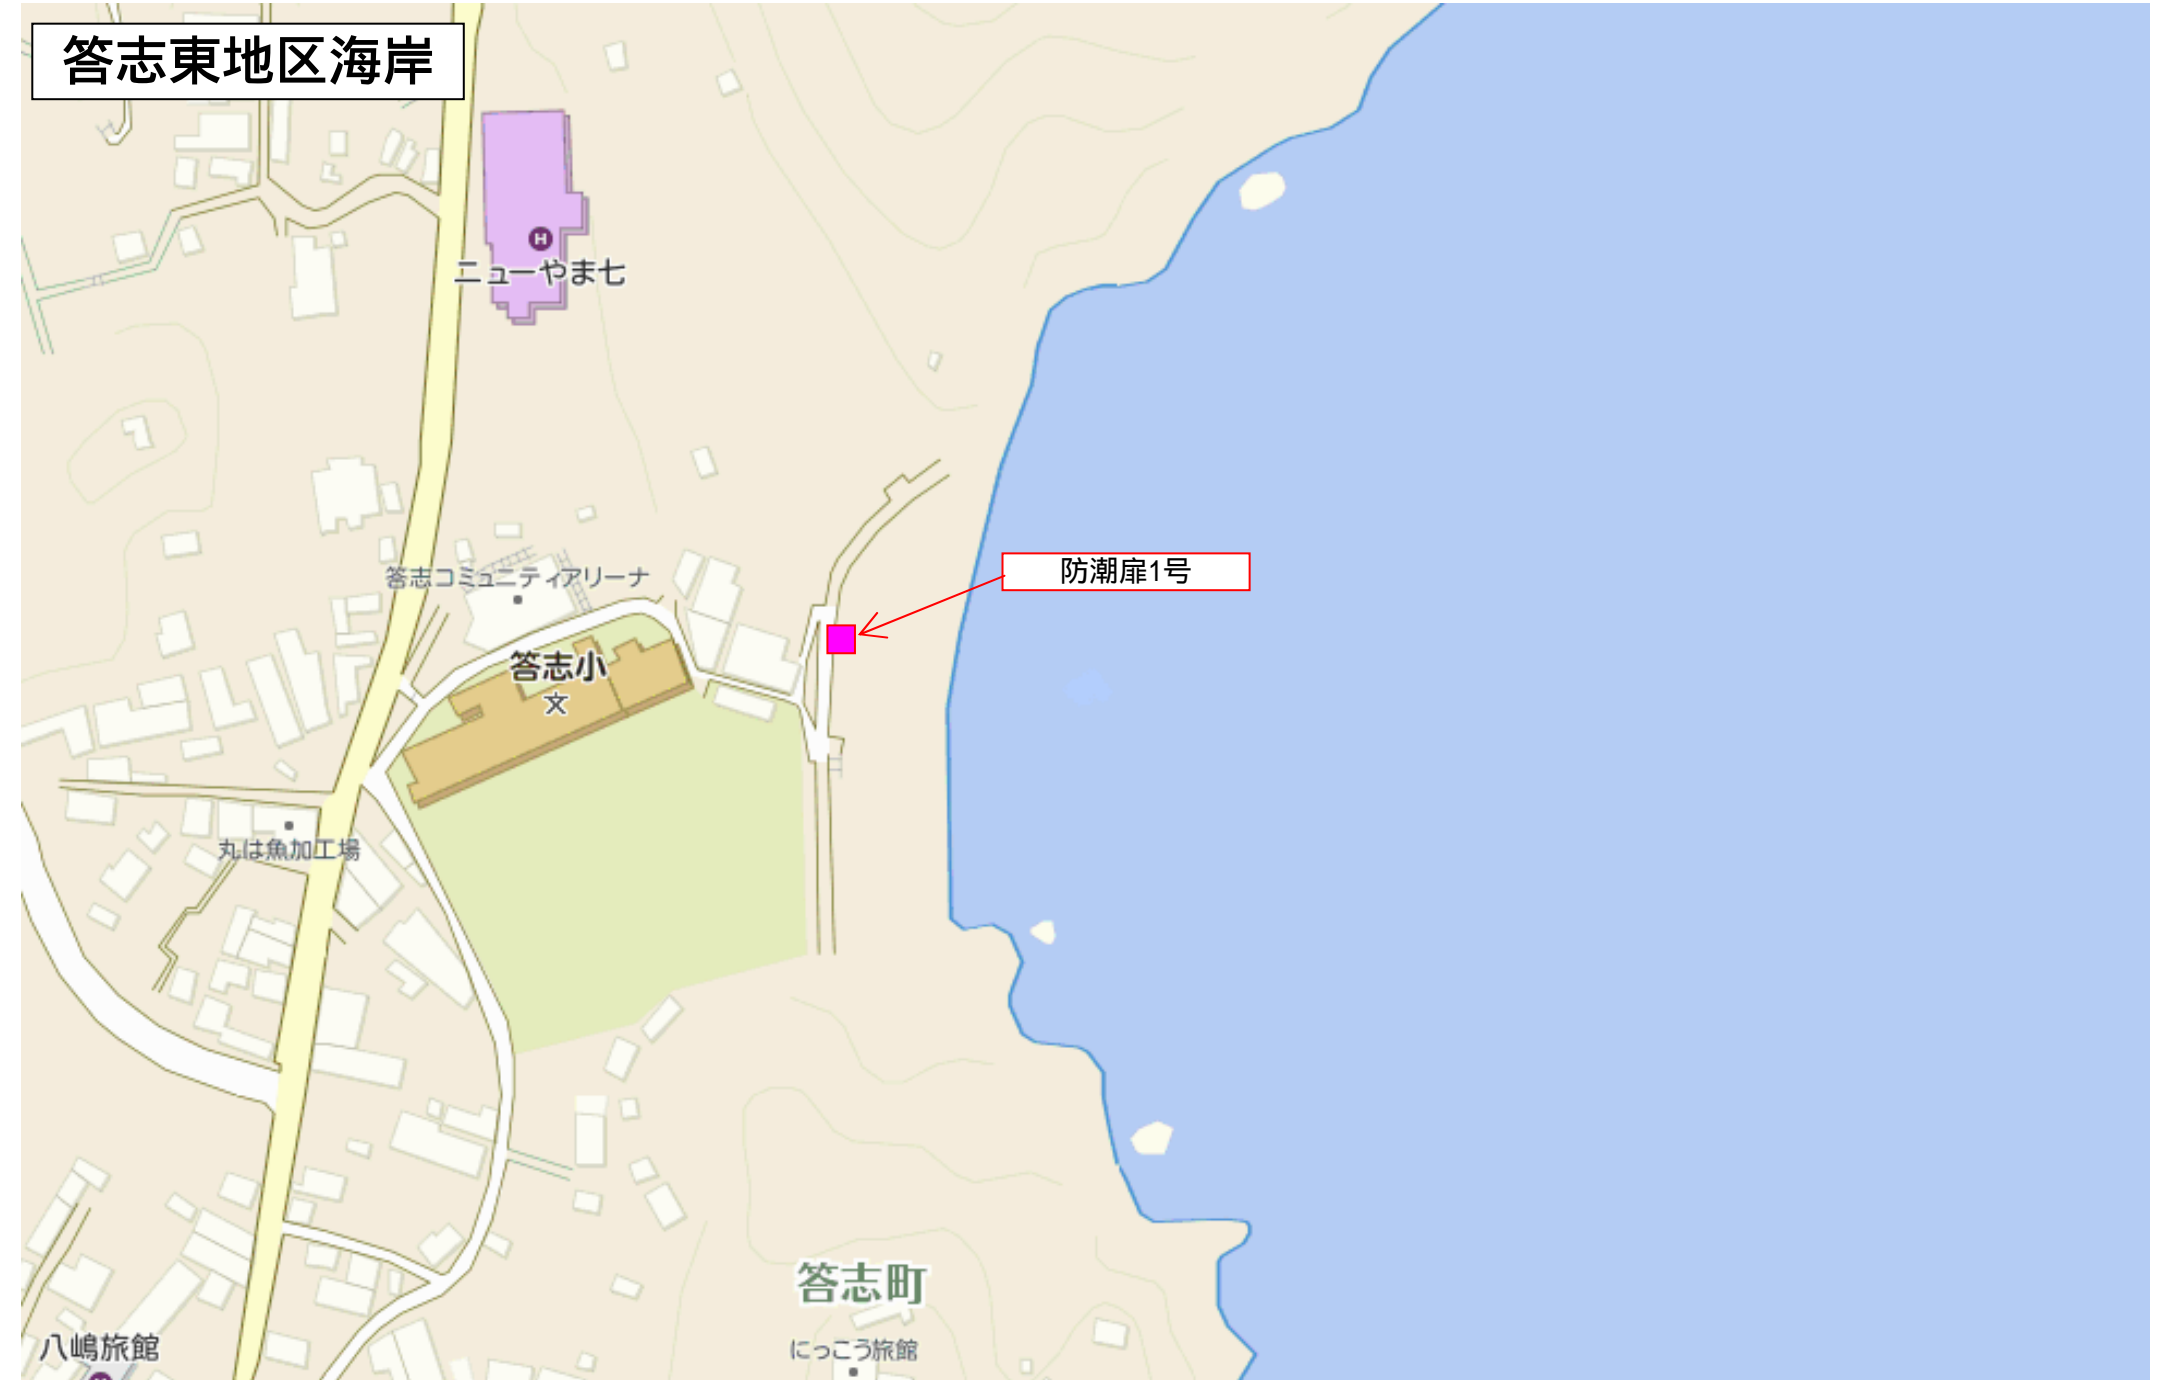 答志東地区海岸
ニューやま七
防潮扉1号
答志コミュニティアリーナ
答志小
文
丸は魚加工場
答志町
八嶋旅館
にっこう旅館